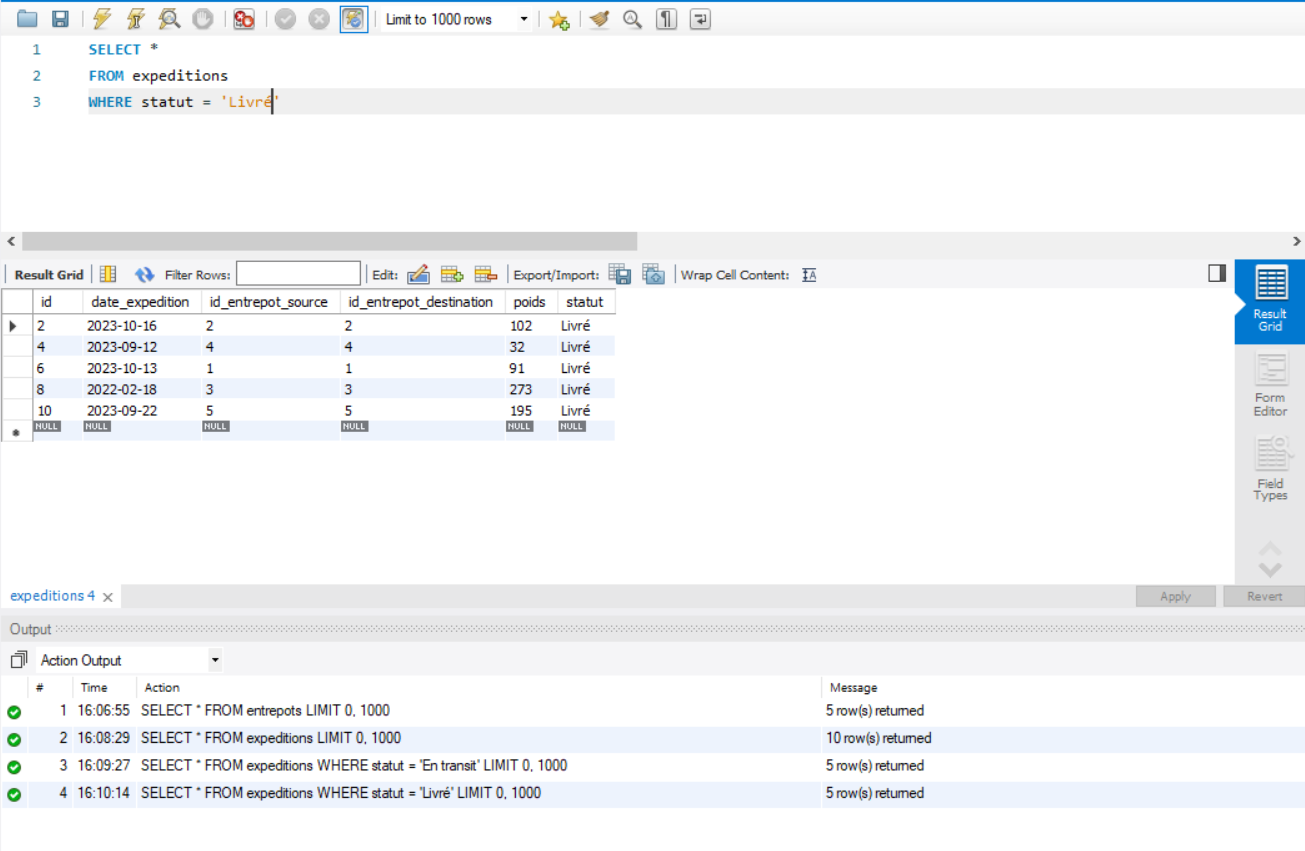 Limit to 1000 rows
1 SELECT *
2 FROM expeditions
3 WHERE statut = 'Livré'
Result Grid Filter Rows: Edit: Export/Import: Wrap Cell Content:
id date_expedition id_entrepot_source id_entrepot_destination poids statut
2 2023-10-16 2 2 102 Livré
4 2023-09-12 4 4 32 Livré
6 2023-10-13 1 1 91 Livré
8 2022-02-18 3 3 273 Livré
10 2023-09-22 5 5 195 Livré
NULL NULL NULL NULL NULL NULL
Result
Grid
Form
Editor
Field
Types
expeditions 4 Apply Revert
Output
Action Output
# Time Action Message
1 16:06:55 SELECT * FROM entrepots LIMIT 0, 1000 5 row(s) returned
2 16:08:29 SELECT * FROM expeditions LIMIT 0, 1000 10 row(s) returned
3 16:09:27 SELECT * FROM expeditions WHERE statut = 'En transit' LIMIT 0, 1000 5 row(s) returned
4 16:10:14 SELECT * FROM expeditions WHERE statut = 'Livré' LIMIT 0, 1000 5 row(s) returned